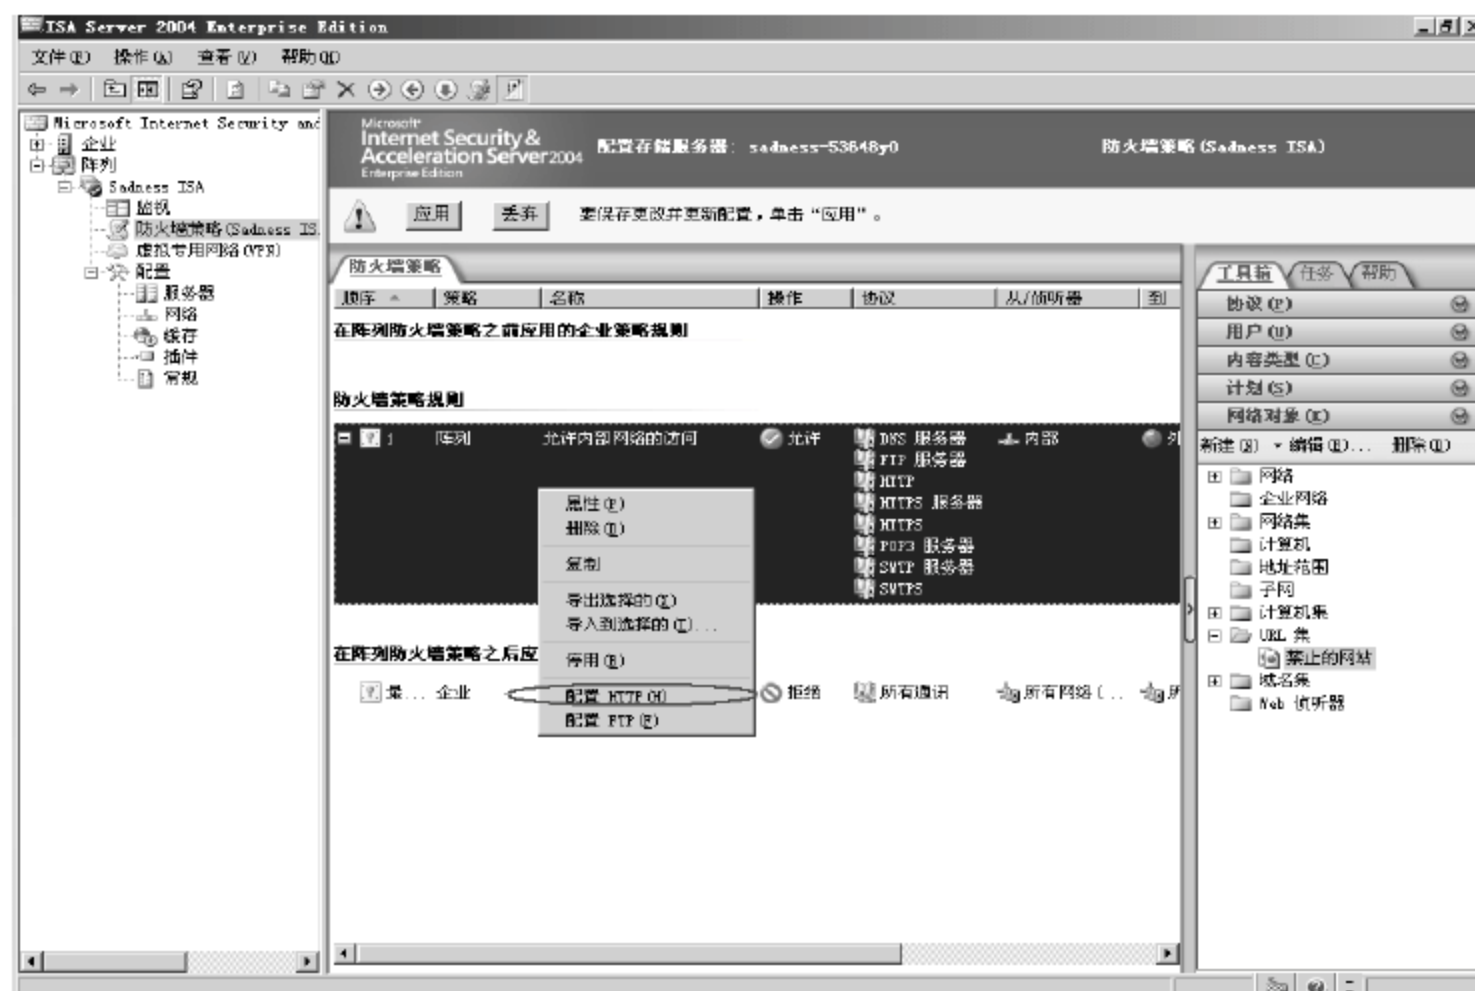 ISA Server 2004 Enterprise Edition
文件(F) 操作(A) 查看(V) 帮助(H)
Microsoft Internet Security and
企业
阵列
Sadness ISA
监视
防火墙策略(Sadness IS
虚拟专用网络(VPN)
配置
服务器
网络
缓存
插件
常规
Microsoft
Internet Security &
Acceleration Server2004
Enterprise Edition
配置存储服务器: sadness-53648y0
防火墙策略(Sadness ISA)
应用 丢弃 要保存更改并更新配置，单击“应用”。
防火墙策略
顺序 策略 名称 操作 协议 从/侦听器 到
在阵列防火墙策略之前应用的企业策略规则
防火墙策略规则
1 阵列 允许内部网络的访问 允许 DNS 服务器 内部
FTP 服务器
HTTP
HTTPS 服务器
HTTPS
POP3 服务器
SMTP 服务器
SMTPS
属性(P)
删除(D)
复制
导出选择的(X)
导入到选择的(I)...
停用(B)
配置 HTTP(H)
配置 FTP(F)
在阵列防火墙策略之后应
最... 企业 拒绝 所有通讯 所有网络(... 所
工具箱 任务 帮助
协议(P)
用户(U)
内容类型(C)
计划(S)
网络对象(K)
新建(N) 编辑(E)... 删除(D)
网络
企业网络
网络集
计算机
地址范围
子网
计算机集
URL 集
禁止的网站
域名集
Web 侦听器